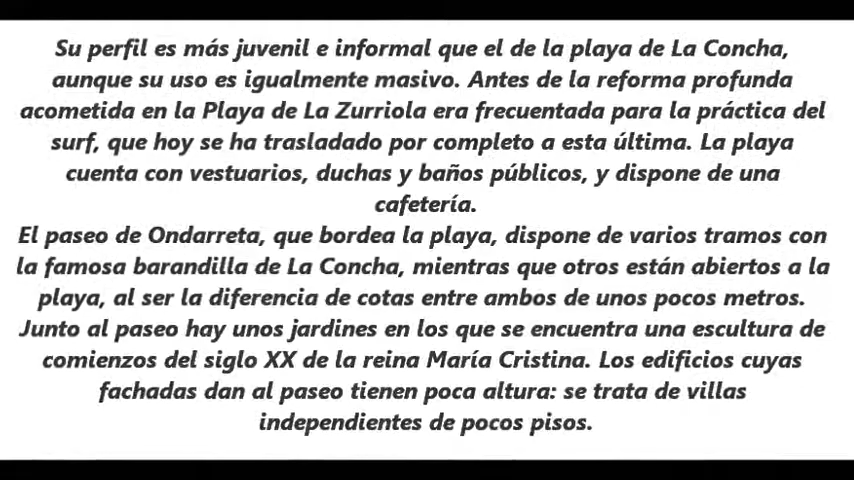 Su perfil es más juvenil e informal que el de la playa de La Concha,
aunque su uso es igualmente masivo. Antes de la reforma profunda
acometida en la Playa de La Zurriola era frecuentada para la práctica del
surf, que hoy se ha trasladado por completo a esta última. La playa
cuenta con vestuarios, duchas y baños públicos, y dispone de una
cafetería.
El paseo de Ondarreta, que bordea la playa, dispone de varios tramos con
la famosa barandilla de La Concha, mientras que otros están abiertos a la
playa, al ser la diferencia de cotas entre ambos de unos pocos metros.
Junto al paseo hay unos jardines en los que se encuentra una escultura de
comienzos del siglo XX de la reina María Cristina. Los edificios cuyas
fachadas dan al paseo tienen poca altura: se trata de villas
independientes de pocos pisos.